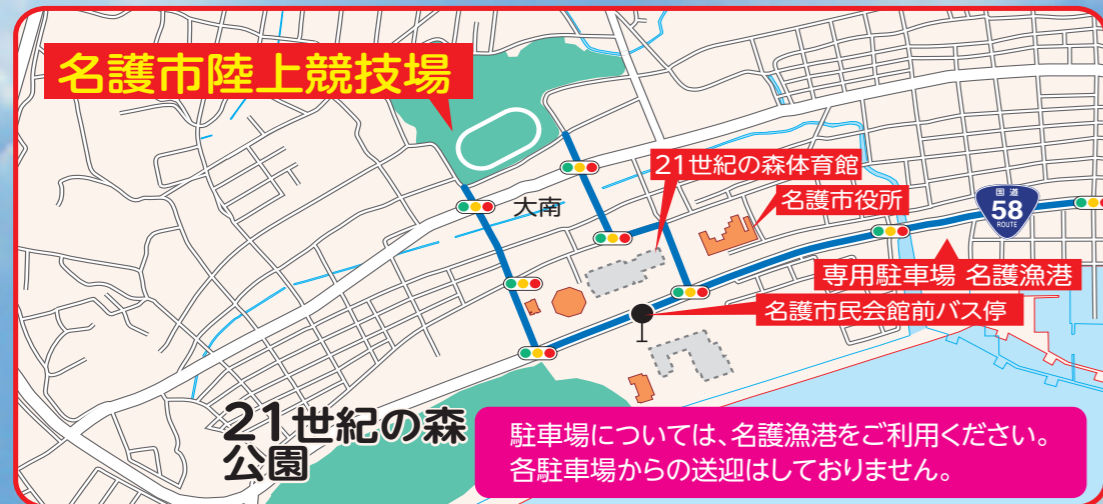 名護市陸上競技場
21世紀の森体育館
名護市役所
大南
国道
58
ROUTE
専用駐車場 名護漁港
名護市民会館前バス停
21世紀の森
公園
駐車場については、名護漁港をご利用ください。
各駐車場からの送迎はしておりません。